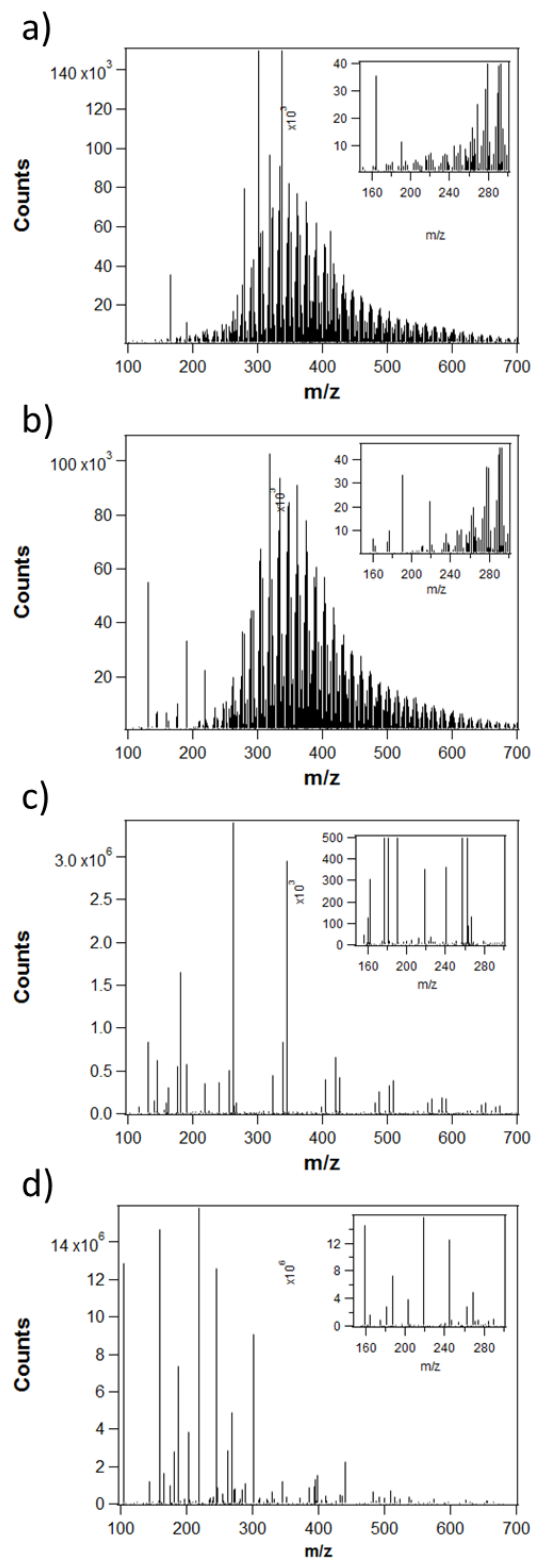 a)
140 x10³
120
100
80
60
40
20
Counts
100 200 300 400 500 600 700
m/z
x10³
40
30
20
10
160 200 240 280
m/z
b)
100 x10³
80
60
40
20
Counts
100 200 300 400 500 600 700
m/z
x10³
40
30
20
10
160 200 240 280
m/z
c)
3.0 x10⁶
2.5
2.0
1.5
1.0
0.5
0.0
Counts
100 200 300 400 500 600 700
m/z
x10³
500
400
300
200
100
0
160 200 240 280
m/z
d)
14 x10⁶
12
10
8
6
4
2
0
Counts
100 200 300 400 500 600 700
m/z
x10⁶
12
8
4
0
160 200 240 280
m/z